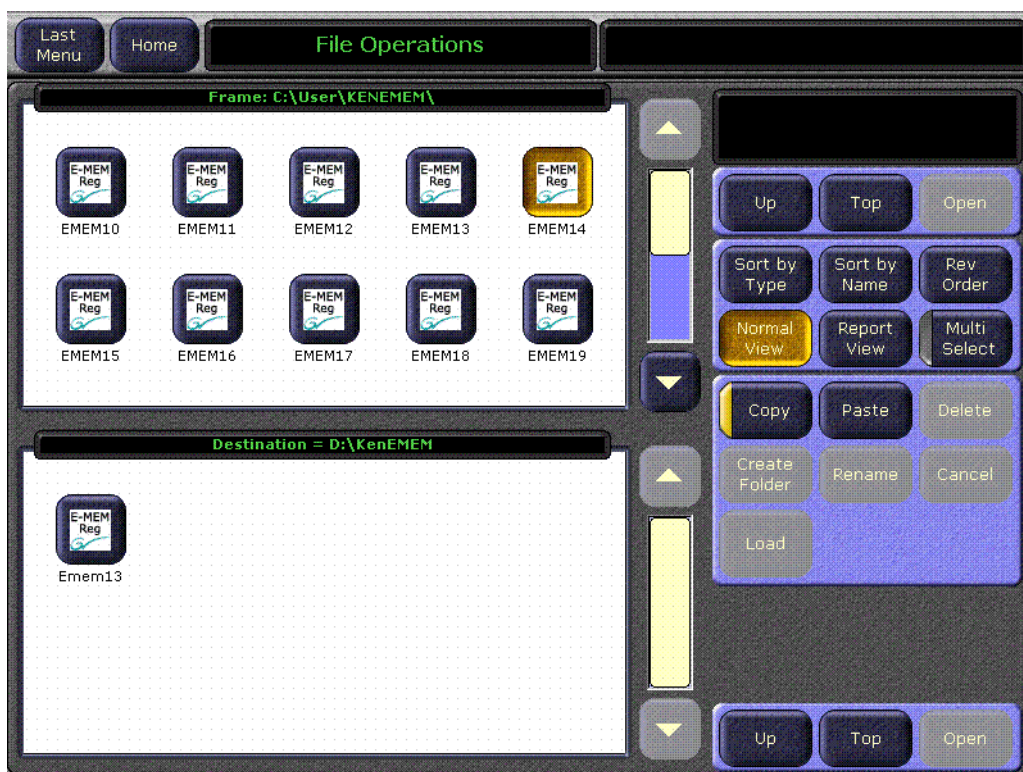 Last
Menu
Home
File Operations
Frame: C:\User\KENEMEM\
E-MEM
Reg
E-MEM
Reg
E-MEM
Reg
E-MEM
Reg
E-MEM
Reg
EMEM10
EMEM11
EMEM12
EMEM13
EMEM14
E-MEM
Reg
E-MEM
Reg
E-MEM
Reg
E-MEM
Reg
E-MEM
Reg
EMEM15
EMEM16
EMEM17
EMEM18
EMEM19
Up
Top
Open
Sort by
Type
Sort by
Name
Rev
Order
Normal
View
Report
View
Multi
Select
Copy
Paste
Delete
Create
Folder
Rename
Cancel
Load
Destination = D:\KenEMEM
E-MEM
Reg
Emem13
Up
Top
Open